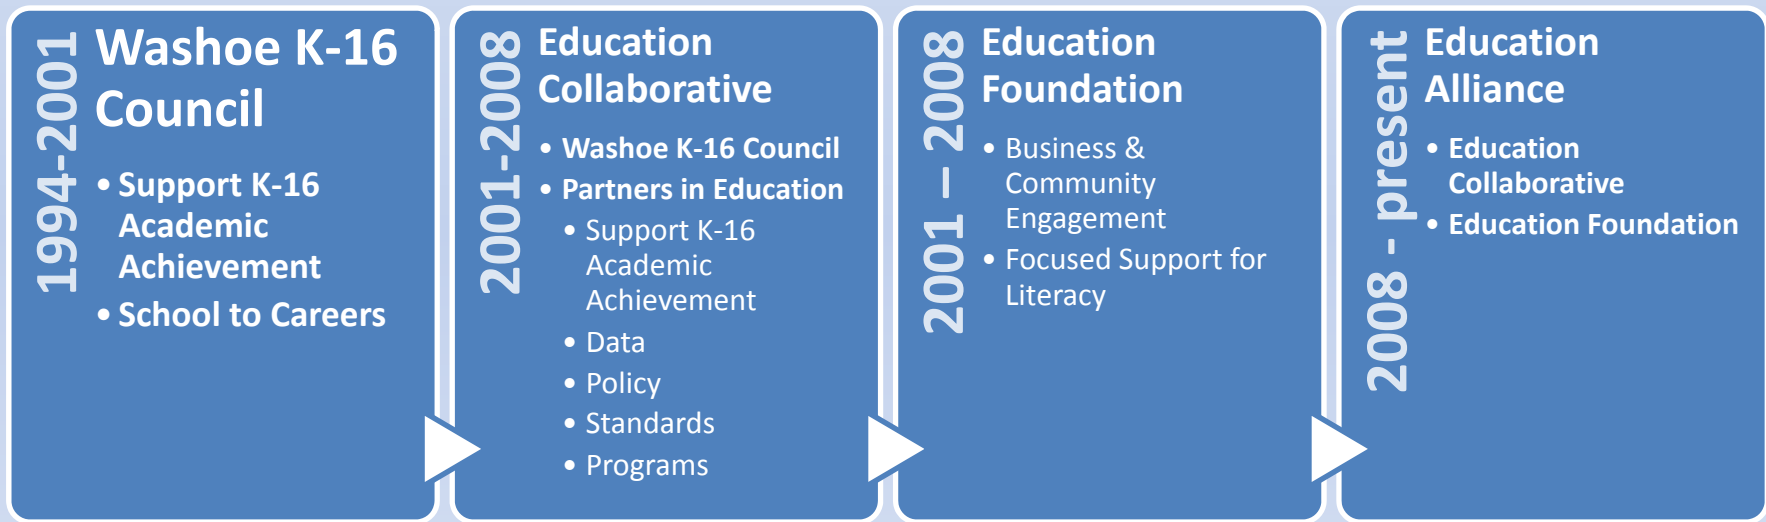 1994-2001
Washoe K-16
Council
• Support K-16
Academic
Achievement
• School to Careers
2001-2008
Education
Collaborative
• Washoe K-16 Council
• Partners in Education
• Support K-16
Academic
Achievement
• Data
• Policy
• Standards
• Programs
2001 – 2008
Education
Foundation
• Business &
Community
Engagement
• Focused Support for
Literacy
2008 - present
Education
Alliance
• Education
Collaborative
• Education Foundation